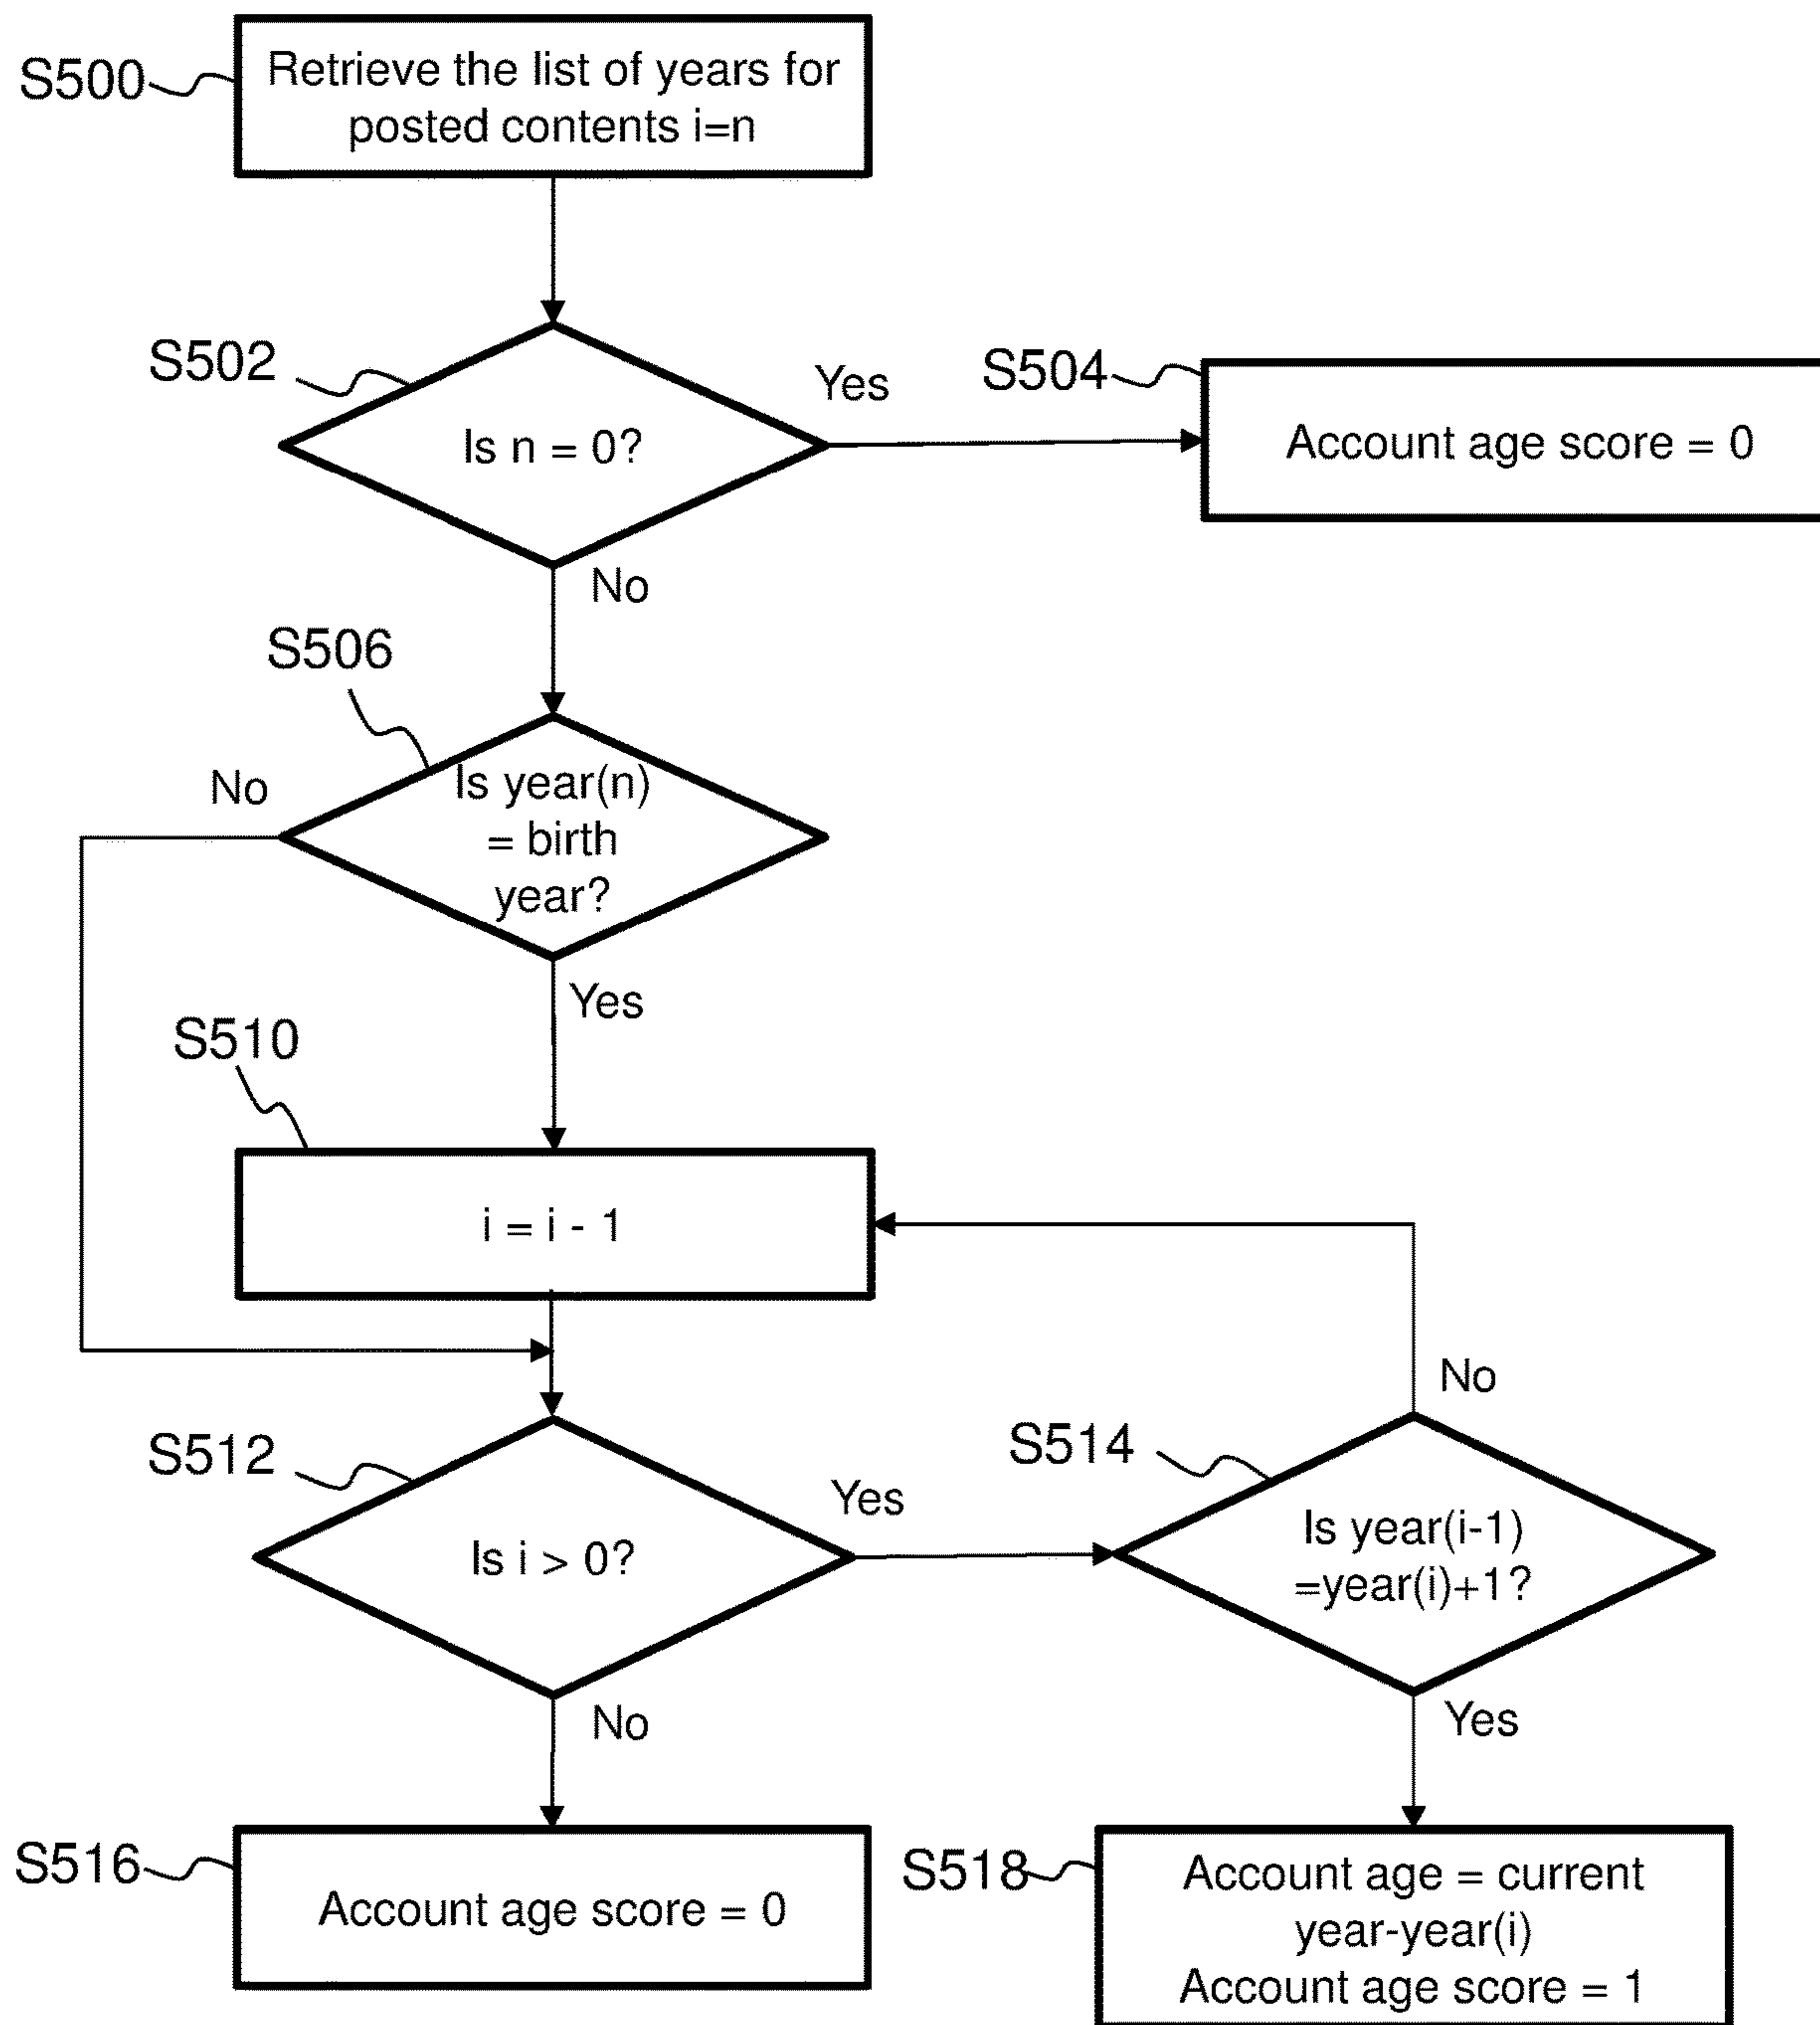 S500
Retrieve the list of years for
posted contents i=n
S502
Is n = 0?
Yes
No
S504
Account age score = 0
S506
Is year(n)
= birth
year?
No
Yes
S510
i = i - 1
S512
Is i > 0?
Yes
No
S514
Is year(i-1)
=year(i)+1?
No
Yes
S516
Account age score = 0
S518
Account age = current
year-year(i)
Account age score = 1